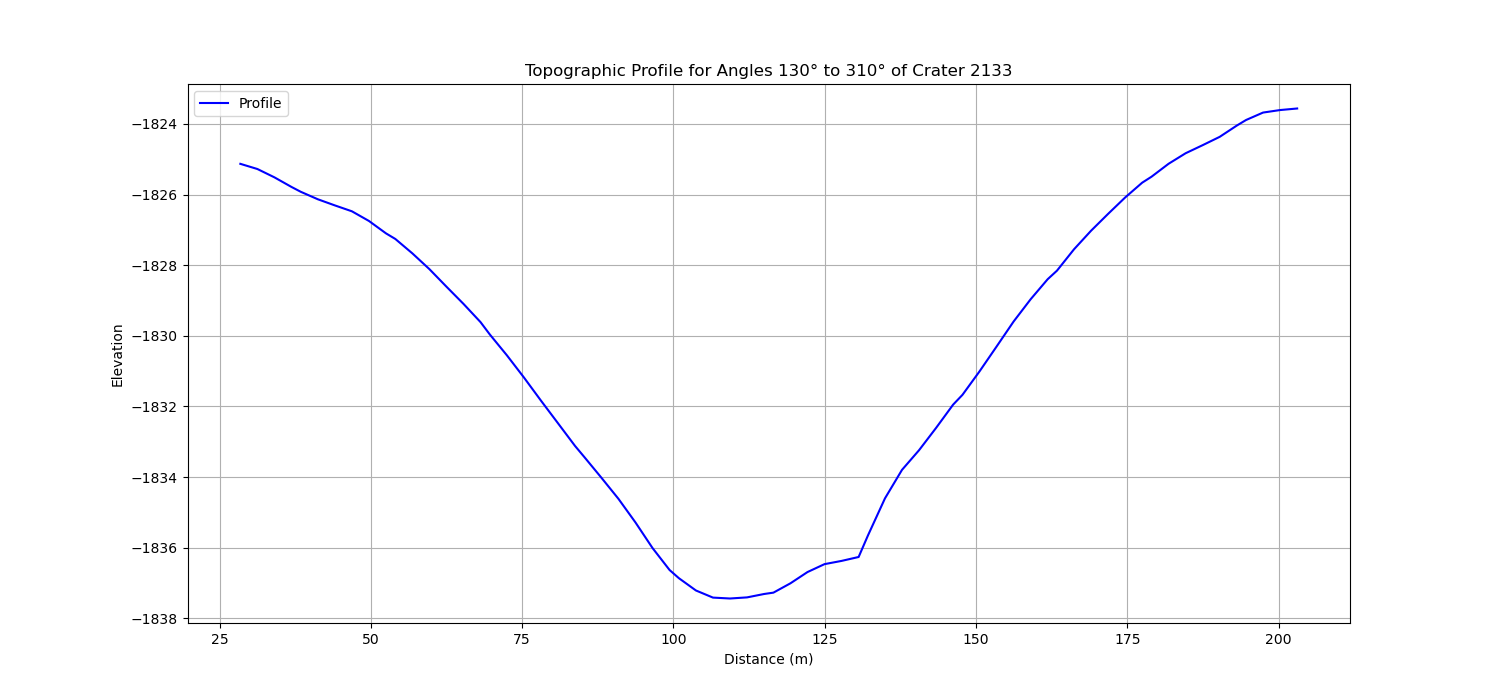 Topographic Profile for Angles 130° to 310° of Crater 2133
Profile
−1824
−1826
−1828
−1830
−1832
−1834
−1836
−1838
Elevation
25 50 75 100 125 150 175 200
Distance (m)